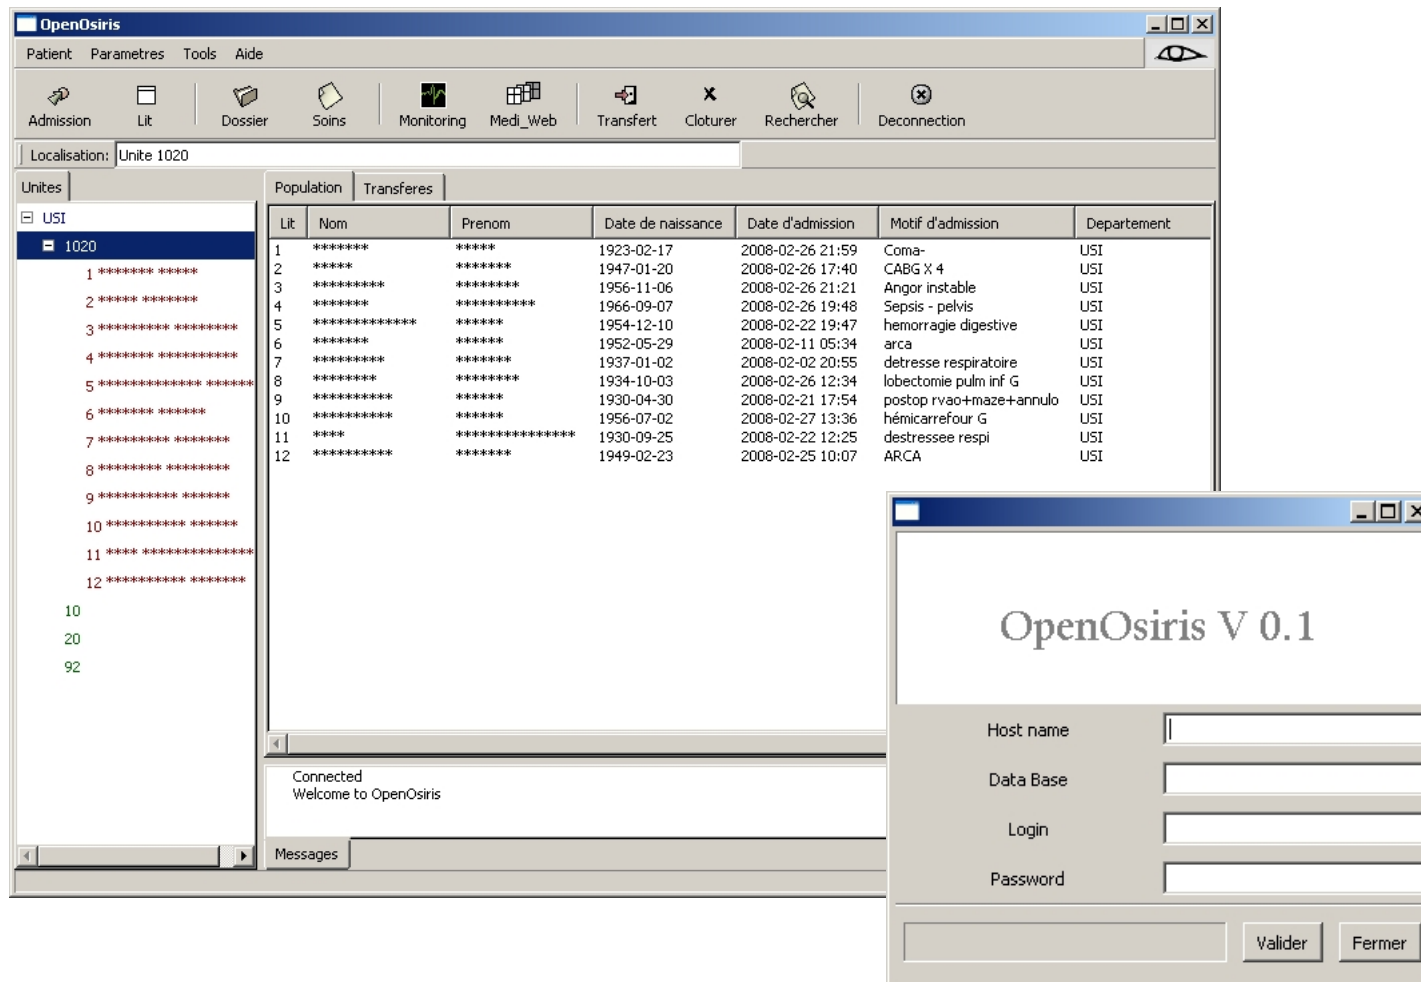 OpenOsiris
Patient Parametres Tools Aide
Admission Lit Dossier Soins Monitoring Medi_Web Transfert Cloturer Rechercher Deconnection
Localisation: Unite 1020
Unites
USI
1020
1 ******* *****
2 ***** *******
3 ********* ********
4 ******* **********
5 ************* ******
6 ******* ******
7 ********* *******
8 ******** ********
9 ********** ******
10 ********** ******
11 **** **************
12 ********** *******
10
20
92
Population Transferes
Lit Nom Prenom Date de naissance Date d'admission Motif d'admission Departement
1 ******* ***** 1923-02-17 2008-02-26 21:59 Coma- USI
2 ***** ******* 1947-01-20 2008-02-26 17:40 CABG X 4 USI
3 ********* ******** 1956-11-06 2008-02-26 21:21 Angor instable USI
4 ******* ********** 1966-09-07 2008-02-26 19:48 Sepsis - pelvis USI
5 ************* ****** 1954-12-10 2008-02-22 19:47 hemorragie digestive USI
6 ******* ****** 1952-05-29 2008-02-11 05:34 arca USI
7 ********* ******* 1937-01-02 2008-02-02 20:55 detresse respiratoire USI
8 ******** ******** 1934-10-03 2008-02-26 12:34 lobectomie pulm inf G USI
9 ********** ****** 1930-04-30 2008-02-21 17:54 postop rvao+maze+annulo USI
10 ********** ****** 1956-07-02 2008-02-27 13:36 hémicarrefour G USI
11 **** *************** 1930-09-25 2008-02-22 12:25 destressee respi USI
12 ********** ******* 1949-02-23 2008-02-25 10:07 ARCA USI
Connected
Welcome to OpenOsiris
Messages
OpenOsiris V 0.1
Host name
Data Base
Login
Password
Valider Fermer